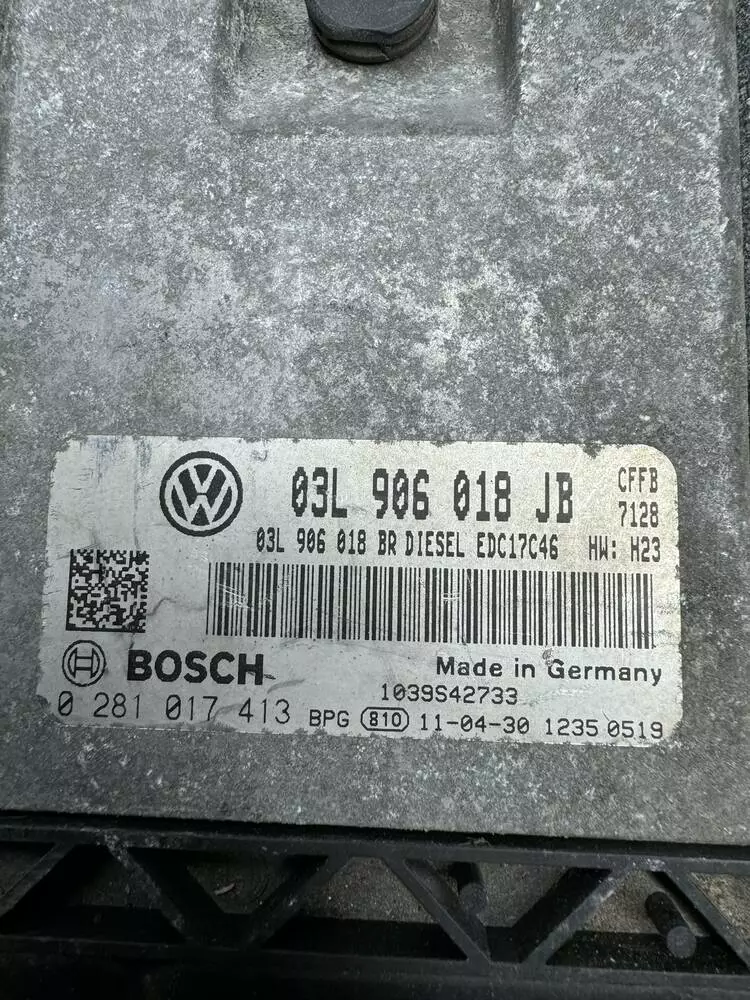 03L 906 018 JB CFFB
7128
03L 906 018 BR DIESEL EDC17C46 HW: H23
BOSCH Made in Germany
1039S42733
0 281 017 413 BPG 810 11-04-30 1235 0519